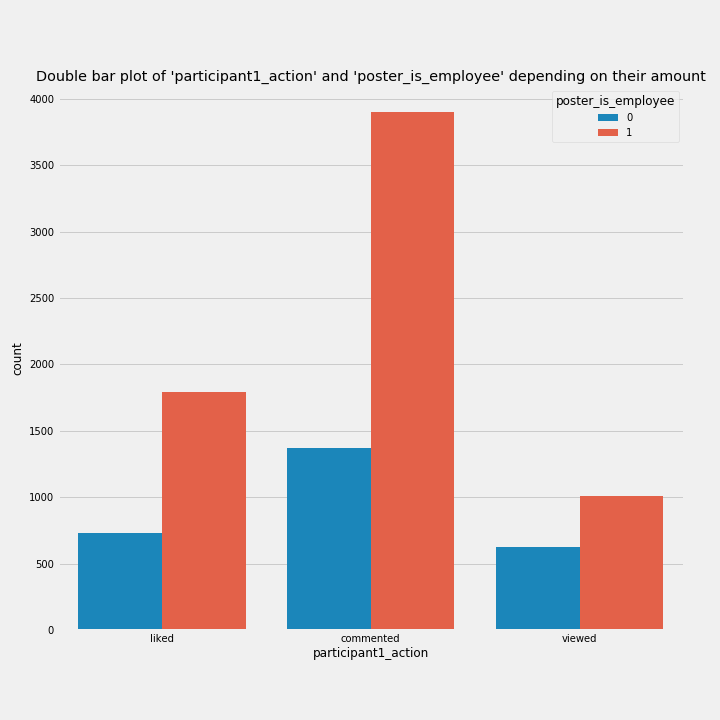 Double bar plot of 'participant1_action' and 'poster_is_employee' depending on their amount
poster_is_employee
0
1
4000
3500
3000
2500
2000
1500
1000
500
0
count
liked
commented
viewed
participant1_action